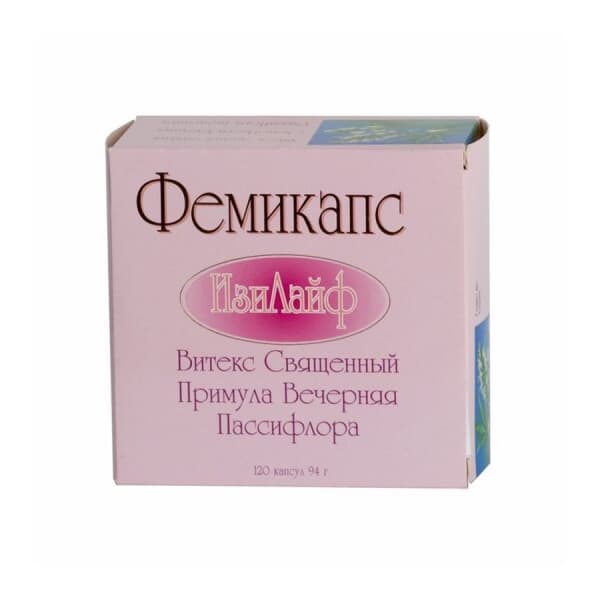 Фемикапс
ИзиЛайф
Витекс Священный
Примула Вечерняя
Пассифлора
120 капсул 94 г